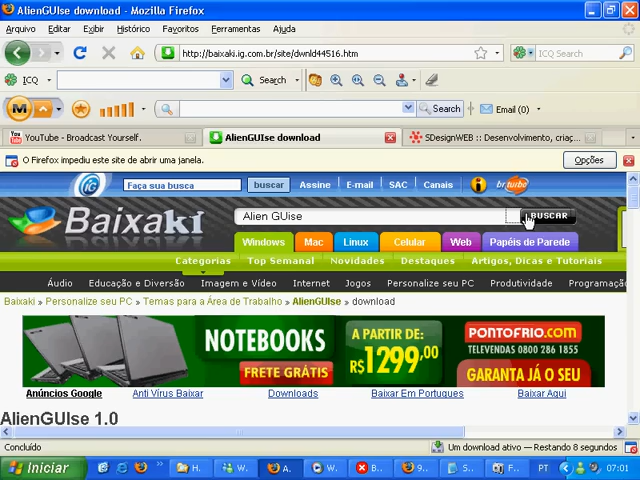 AlienGUIse download - Mozilla Firefox
Arquivo Editar Exibir Histórico Favoritos Ferramentas Ajuda
http://baixaki.ig.com.br/site/dwnld44516.htm
ICQ Search
ICQ Search
M Search Email (0)
YouTube - Broadcast Yourself. AlienGUIse download SDesignWEB :: Desenvolvimento, criaç...
O Firefox impediu este site de abrir uma janela. Opções
iG Faça sua busca buscar Assine E-mail SAC Canais i br turbo
Baixaki Alien GUise BUSCAR
Windows Mac Linux Celular Web Papéis de Parede
Categorias Top Semanal Novidades Destaques Artigos, Dicas e Tutoriais
Áudio Educação e Diversão Imagem e Vídeo Internet Jogos Personalize seu PC Produtividade Programação
Baixaki » Personalize seu PC » Temas para a Área de Trabalho » AlienGUIse » download
NOTEBOOKS
FRETE GRÁTIS
A PARTIR DE:
R$1299,00
PONTOFRIO.COM
TELEVENDAS 0800 286 1855
GARANTA JÁ O SEU
Anúncios Google Anti Virus Baixar Downloads Baixar Em Portugues Baixar Aqui
AlienGUIse 1.0
Concluído Um download ativo — Restando 8 segundos
Iniciar H. W. A. W. B. 9.. S. F. PT 07:01